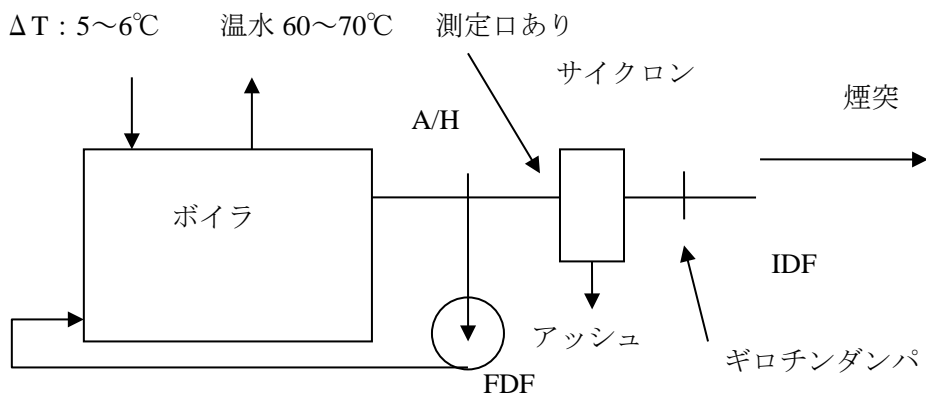 ΔT：5～6℃
温水 60～70℃
測定口あり
サイクロン
煙突
A/H
ボイラ
IDF
アッシュ
ギロチンダンパ
FDF